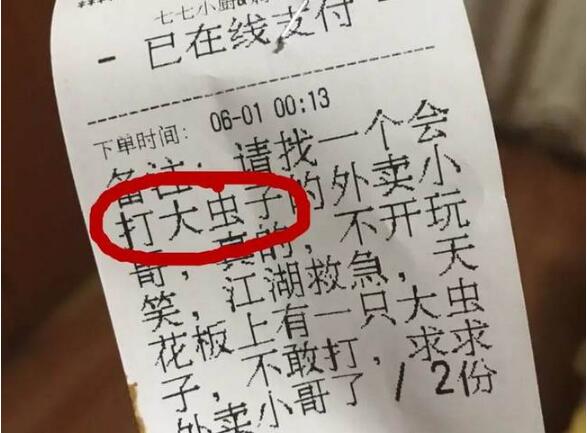 七七小厨
- 已在线支付 -
下单时间: 06-01 00:13
备注: 请找一个会
打大虫子的外卖小
哥, 真的, 不开玩
笑, 江湖救急, 天
花板上有一只大虫
子, 不敢打, 求求
外卖小哥了 / 2份